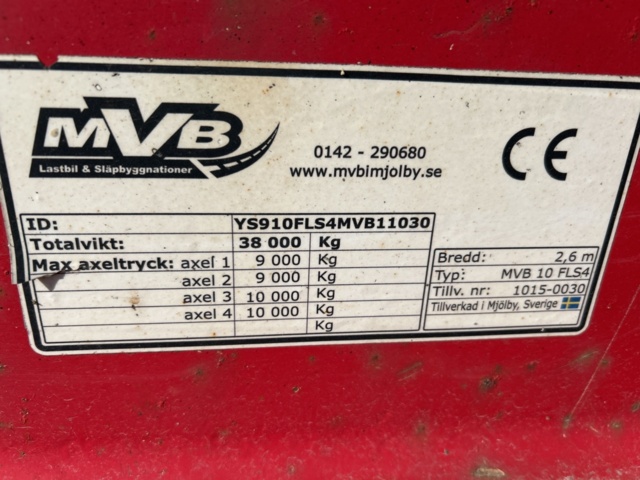 MVB
Lastbil & Släpbyggnationer
0142 - 290680
www.mvbimjolby.se
CE
ID: YS910FLS4MVB11030
Totalvikt: 38 000 Kg
Max axeltryck: axel 1 9 000 Kg
axel 2 9 000 Kg
axel 3 10 000 Kg
axel 4 10 000 Kg
Kg
Bredd: 2,6 m
Typ: MVB 10 FLS4
Tillv. nr: 1015-0030
Tillverkad i Mjölby, Sverige